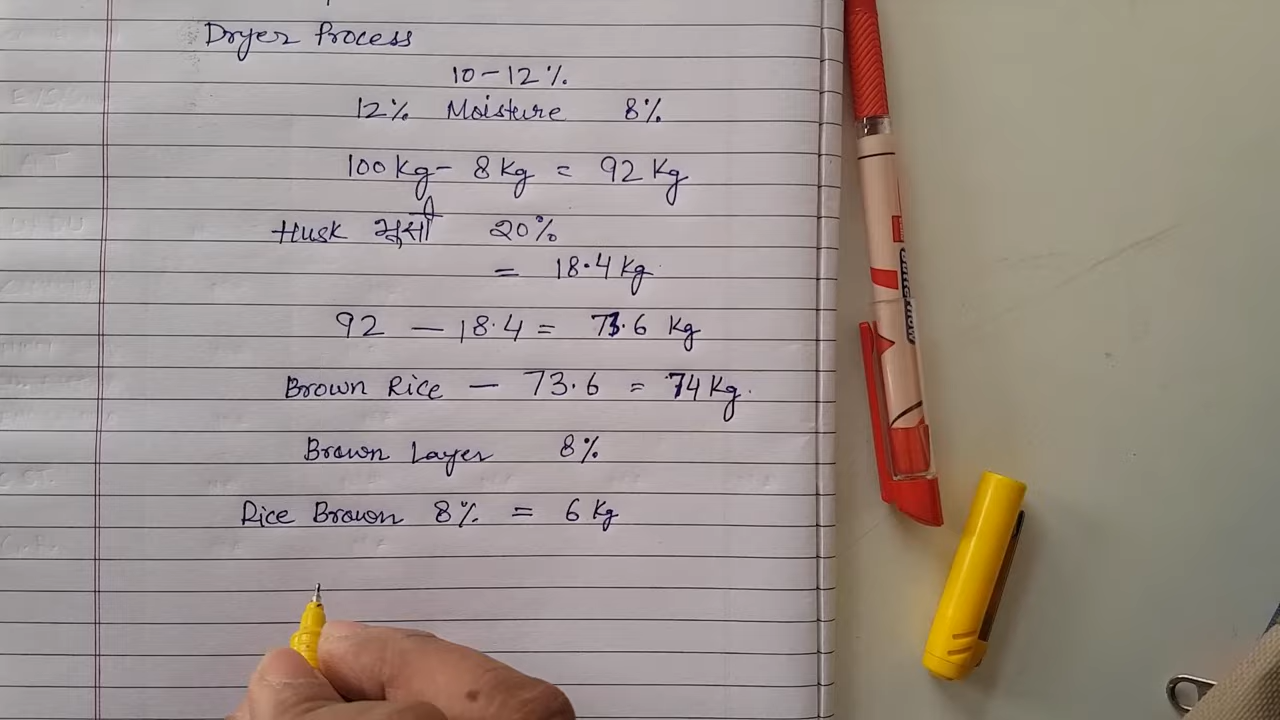 Dryer Process
10-12%
12% Moisture 8%
100 Kg- 8 Kg = 92 Kg
Husk भूसी 20%
= 18.4 Kg.
92 - 18.4 = 73.6 Kg
Brown Rice - 73.6 = 74 Kg.
Brown Layer 8%
Rice Brown 8% = 6 Kg